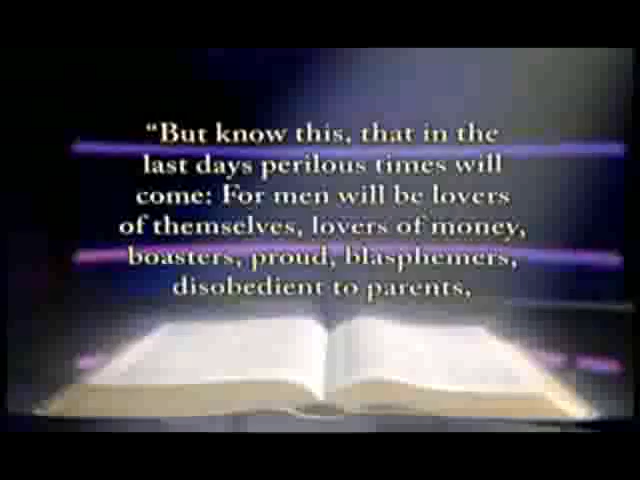 “But know this, that in the
last days perilous times will
come: For men will be lovers
of themselves, lovers of money,
boasters, proud, blasphemers,
disobedient to parents,